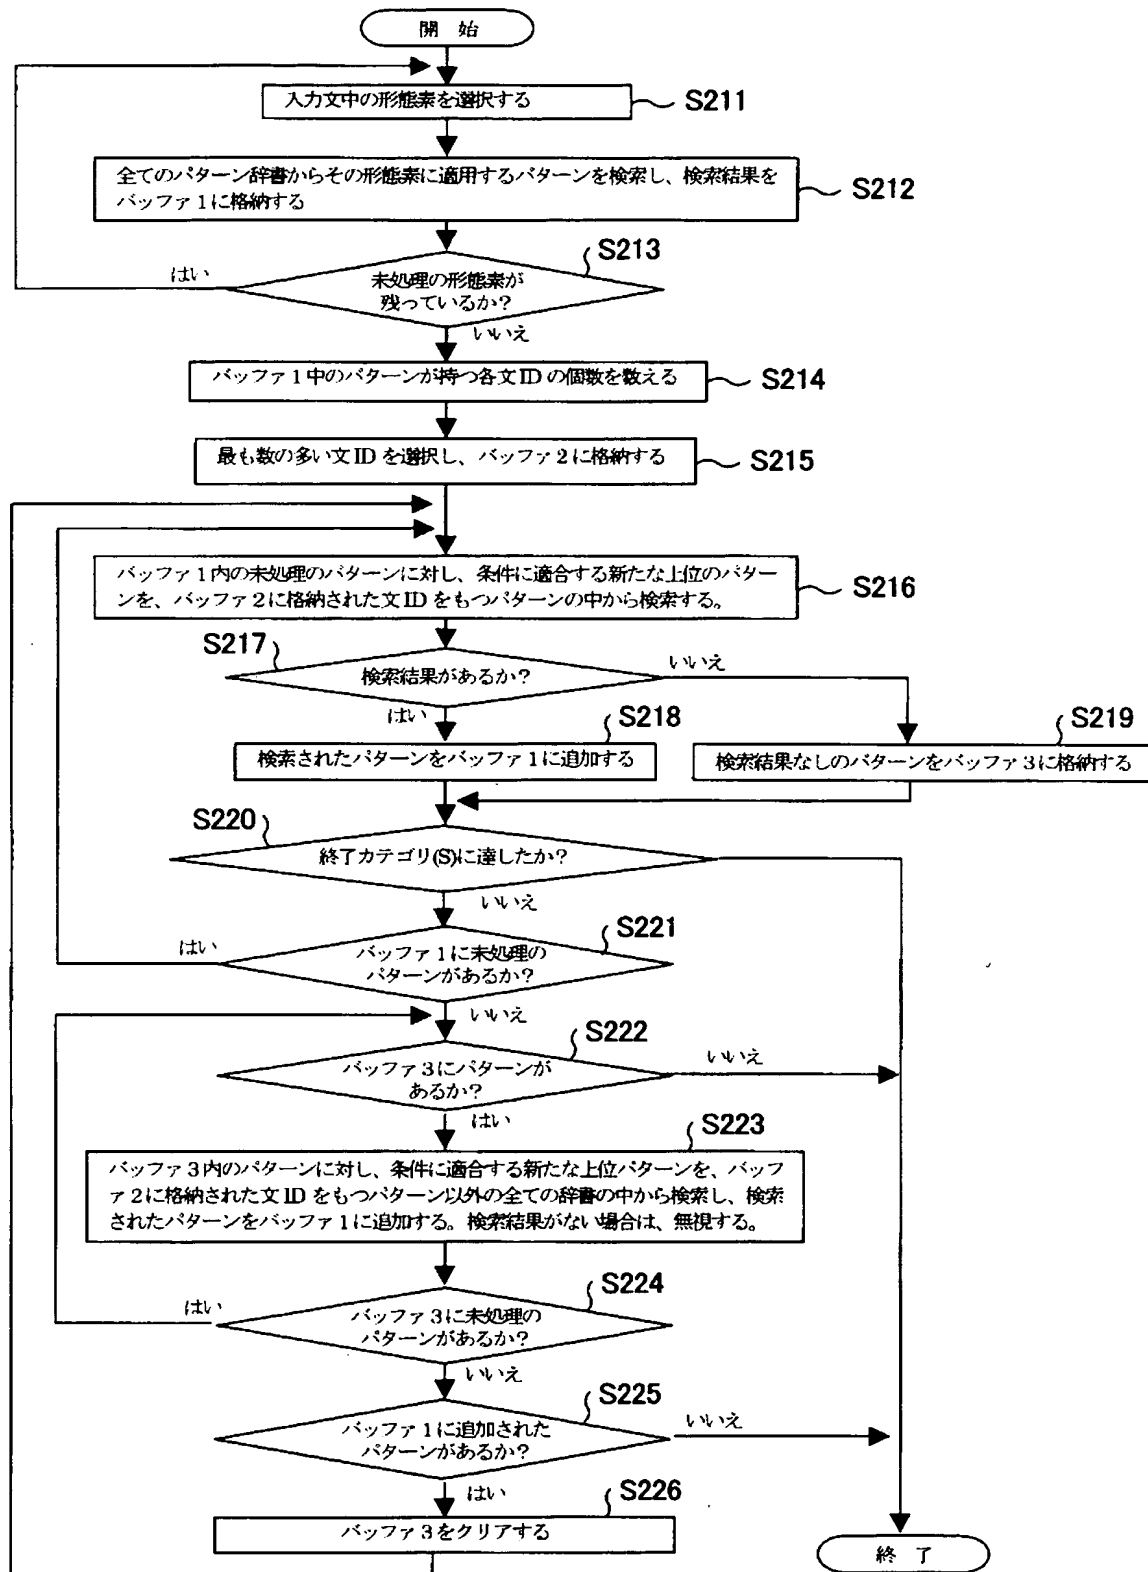 開 始
入力文中の形態素を選択する
S211
全てのパターン辞書からその形態素に適用するパターンを検索し、検索結果を
バッファ1に格納する
S212
S213
はい
未処理の形態素が
残っているか?
いいえ
バッファ1中のパターンが持つ各文IDの個数を数える
S214
最も数の多い文IDを選択し、バッファ2に格納する
S215
バッファ1内の未処理のパターンに対し、条件に適合する新たな上位のパター
ンを、バッファ2に格納された文IDをもつパターンの中から検索する。
S216
S217
検索結果があるか?
いいえ
はい
S218
検索されたパターンをバッファ1に追加する
S219
検索結果なしのパターンをバッファ3に格納する
S220
終了カテゴリ(S)に達したか?
いいえ
S221
はい
バッファ1に未処理の
パターンがあるか?
いいえ
S222
バッファ3にパターンが
あるか?
いいえ
はい
S223
バッファ3内のパターンに対し、条件に適合する新たな上位パターンを、バッフ
ァ2に格納された文IDをもつパターン以外の全ての辞書の中から検索し、検索
されたパターンをバッファ1に追加する。検索結果がない場合は、無視する。
S224
はい
バッファ3に未処理の
パターンがあるか?
いいえ
S225
バッファ1に追加された
パターンがあるか?
いいえ
はい
S226
バッファ3をクリアする
終 了